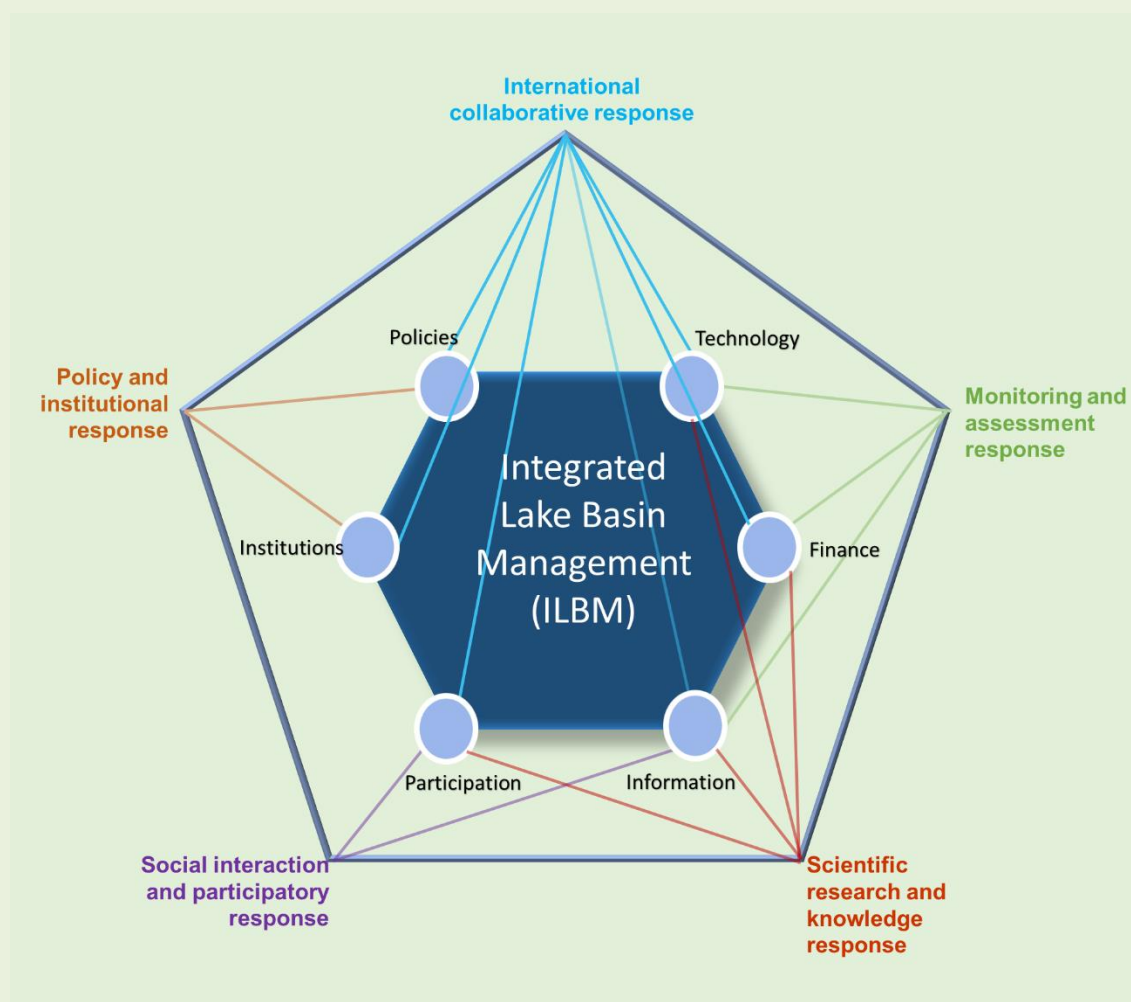 International
collaborative response
Policies
Technology
Policy and
institutional
response
Monitoring and
assessment
response
Integrated
Lake Basin
Management
(ILBM)
Institutions
Finance
Participation
Information
Social interaction
and participatory
response
Scientific
research and
knowledge
response